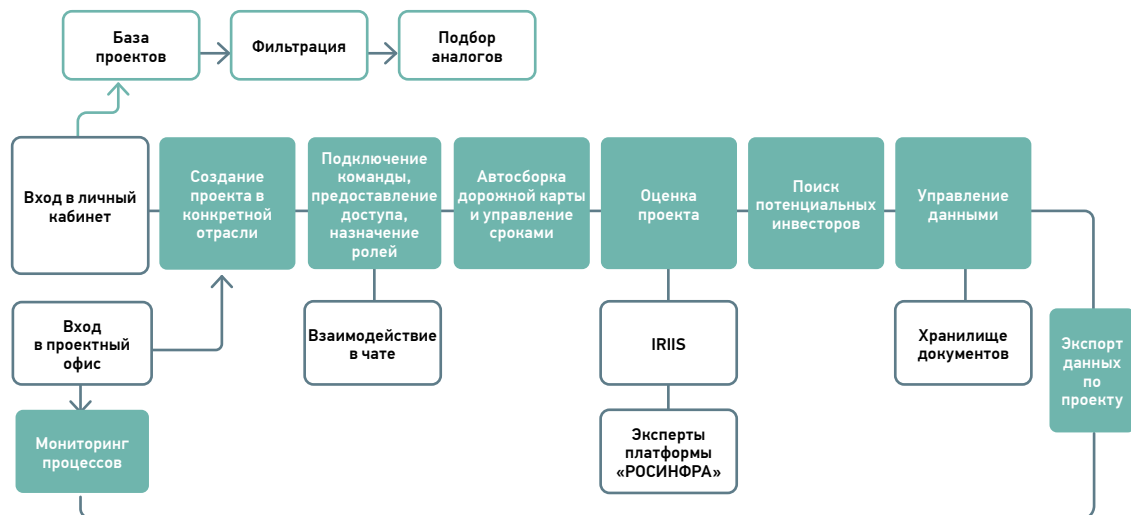 База
проектов
Фильтрация
Подбор
аналогов
Вход в личный
кабинет
Создание
проекта в
конкретной
отрасли
Подключение
команды,
предоставление
доступа,
назначение
ролей
Автосборка
дорожной карты
и управление
сроками
Оценка
проекта
Поиск
потенциальных
инвесторов
Управление
данными
Вход
в проектный
офис
Взаимодействие
в чате
IRIIS
Хранилище
документов
Экспорт
данных
по
проекту
Мониторинг
процессов
Эксперты
платформы
«РОСИНФРА»